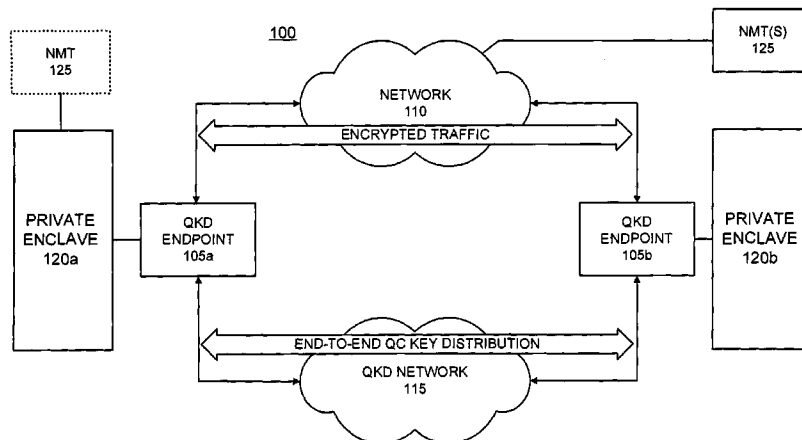 100
NMT
125
NMT(S)
125
NETWORK
110
ENCRYPTED TRAFFIC
PRIVATE
ENCLAVE
120a
QKD
ENDPOINT
105a
QKD
ENDPOINT
105b
PRIVATE
ENCLAVE
120b
END-TO-END QC KEY DISTRIBUTION
QKD NETWORK
115